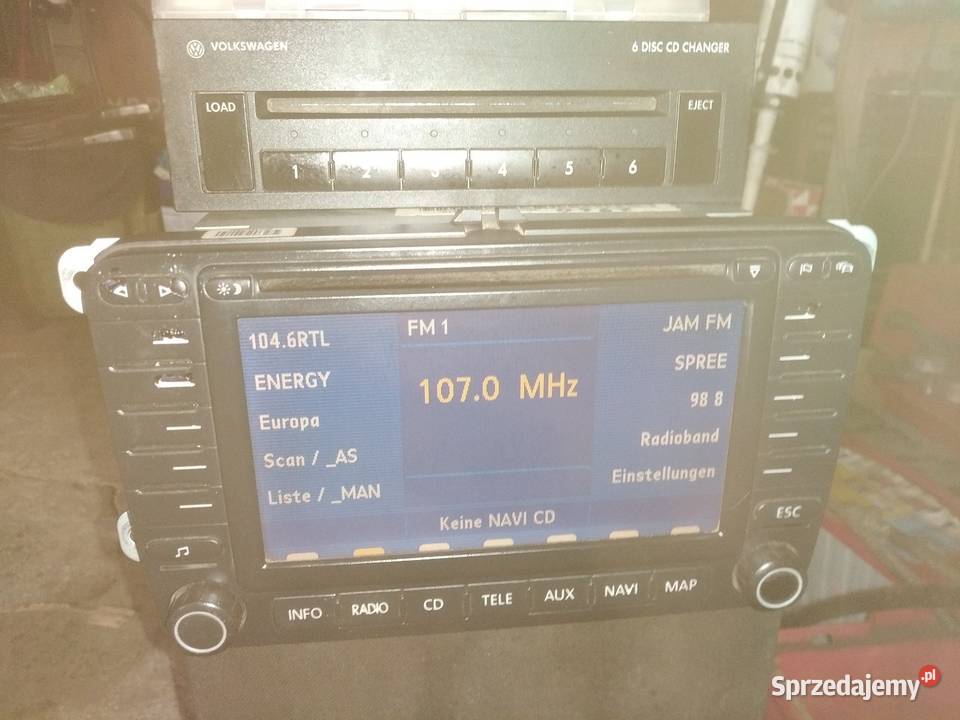 VOLKSWAGEN
6 DISC CD CHANGER
LOAD
EJECT
1 2 3 4 5 6
104.6RTL
FM 1
JAM FM
ENERGY
107.0 MHz
SPREE
Europa
98 8
Scan / _AS
Radioband
Liste / _MAN
Einstellungen
Keine NAVI CD
ESC
INFO RADIO CD TELE AUX NAVI MAP
Sprzedajemy.pl